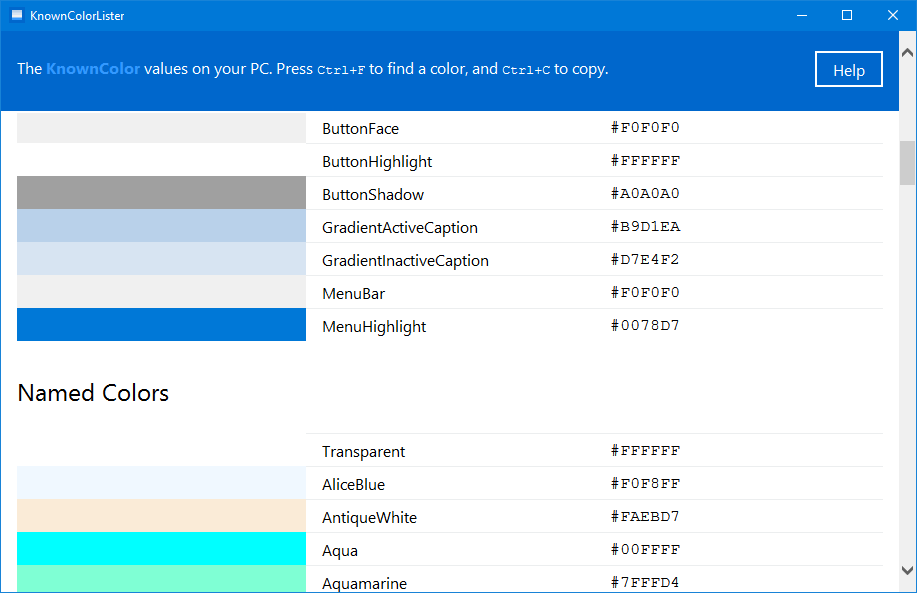 KnownColorLister
The KnownColor values on your PC. Press Ctrl+F to find a color, and Ctrl+C to copy.
Help
ButtonFace #F0F0F0
ButtonHighlight #FFFFFF
ButtonShadow #A0A0A0
GradientActiveCaption #B9D1EA
GradientInactiveCaption #D7E4F2
MenuBar #F0F0F0
MenuHighlight #0078D7
Named Colors
Transparent #FFFFFF
AliceBlue #F0F8FF
AntiqueWhite #FAEBD7
Aqua #00FFFF
Aquamarine #7FFFD4